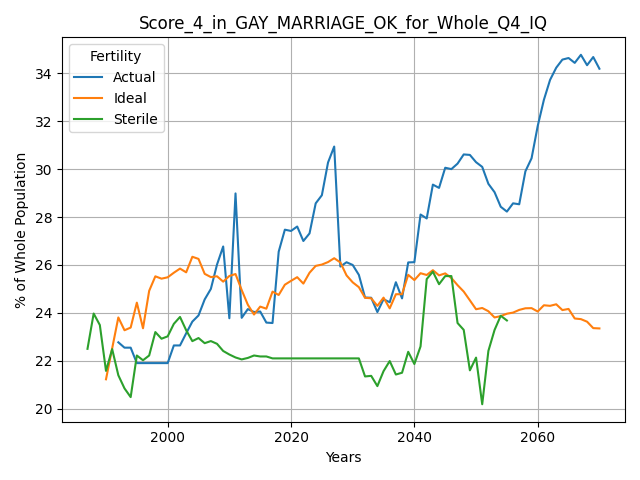 Score_4_in_GAY_MARRIAGE_OK_for_Whole_Q4_IQ
Fertility
Actual
Ideal
Sterile
% of Whole Population
34
32
30
28
26
24
22
20
2000
2020
2040
2060
Years